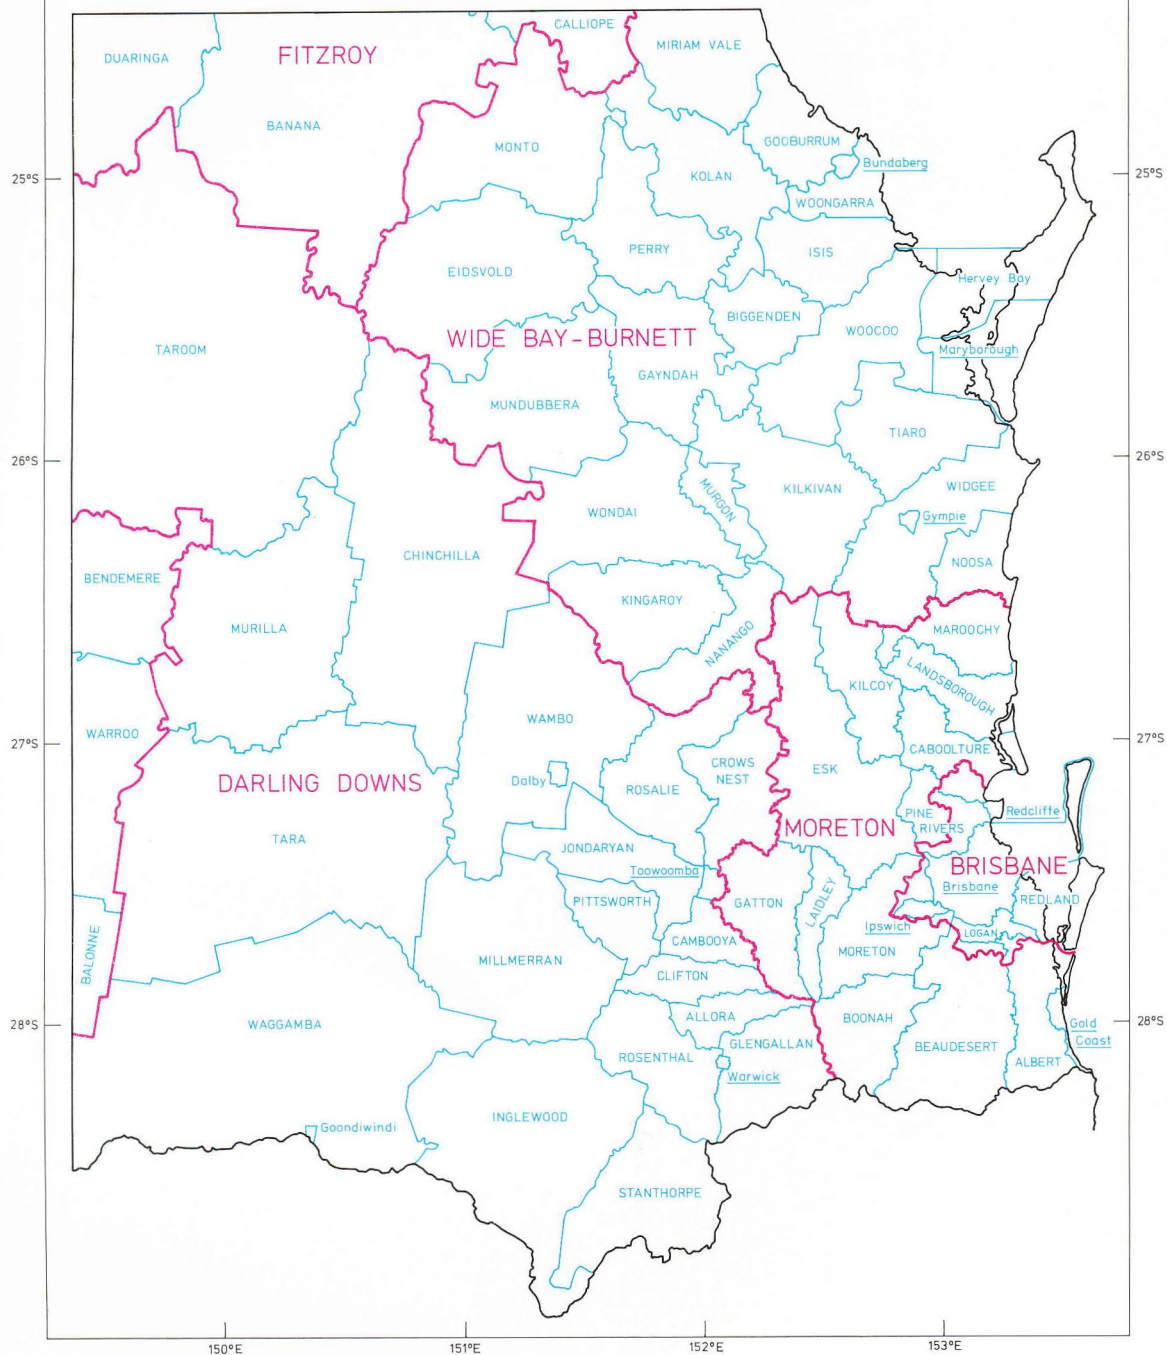 CALLIOPE
MIRIAM VALE
DUARINGA
FITZROY
BANANA
MONTO
GOOBURRUM
Bundaberg
25°S
25°S
KOLAN
WOONGARRA
PERRY
ISIS
EIDSVOLD
Hervey Bay
BIGGENDEN
WOOCOO
WIDE BAY-BURNETT
TAROOM
Maryborough
GAYNDAH
MUNDUBBERA
TIARO
26°S
26°S
MURGON
KILKIVAN
WIDGEE
WONDAI
Gympie
CHINCHILLA
NOOSA
BENDEMERE
KINGAROY
MURILLA
NANANGO
MAROOCHY
LANDSBOROUGH
KILCOY
WAMBO
WARROO
27°S
27°S
CABOOLTURE
CROWS
NEST
ESK
Dalby
DARLING DOWNS
ROSALIE
Redcliffe
PINE
RIVERS
MORETON
TARA
JONDARYAN
BRISBANE
Toowoomba
Brisbane
LAIDLEY
PITTSWORTH
GATTON
REDLAND
Ipswich
LOGAN
CAMBOOYA
MORETON
BALONNE
MILLMERRAN
CLIFTON
ALLORA
BOONAH
28°S
28°S
WAGGAMBA
Gold
Coast
GLENGALLAN
BEAUDESERT
ROSENTHAL
ALBERT
Warwick
INGLEWOOD
Goondiwindi
STANTHORPE
150°E
151°E
152°E
153°E